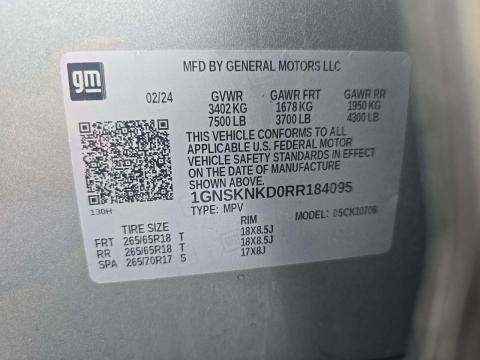 gm
MFD BY GENERAL MOTORS LLC
02/24 GVWR GAWR FRT GAWR RR
3402 KG 1678 KG 1950 KG
7500 LB 3700 LB 4300 LB
THIS VEHICLE CONFORMS TO ALL
APPLICABLE U.S. FEDERAL MOTOR
VEHICLE SAFETY STANDARDS IN EFFECT
ON THE DATE OF MANUFACTURE
SHOWN ABOVE.
1GNSKNKD0RR184095
TYPE: MPV MODEL: 05CK10706
130H
TIRE SIZE RIM
FRT 265/65R18 T 18X8.5J
RR 265/65R18 T 18X8.5J
SPA 265/70R17 S 17X8J